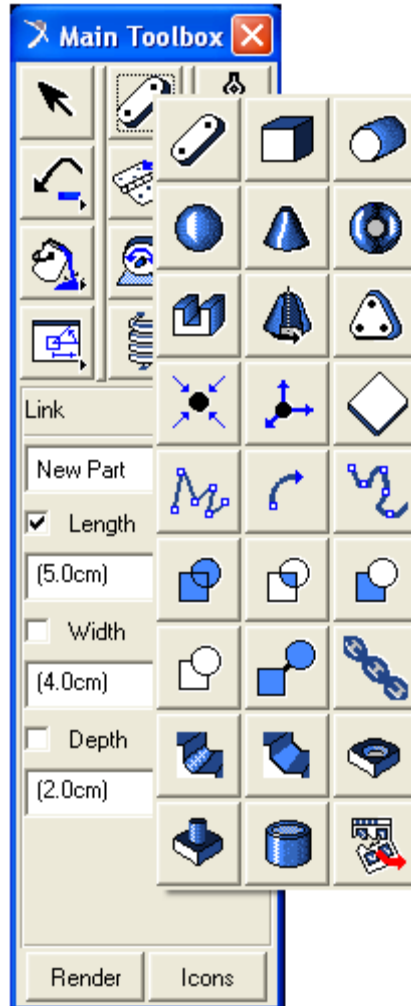 Main Toolbox
Link
New Part
Length
(5.0cm)
Width
(4.0cm)
Depth
(2.0cm)
Render
Icons